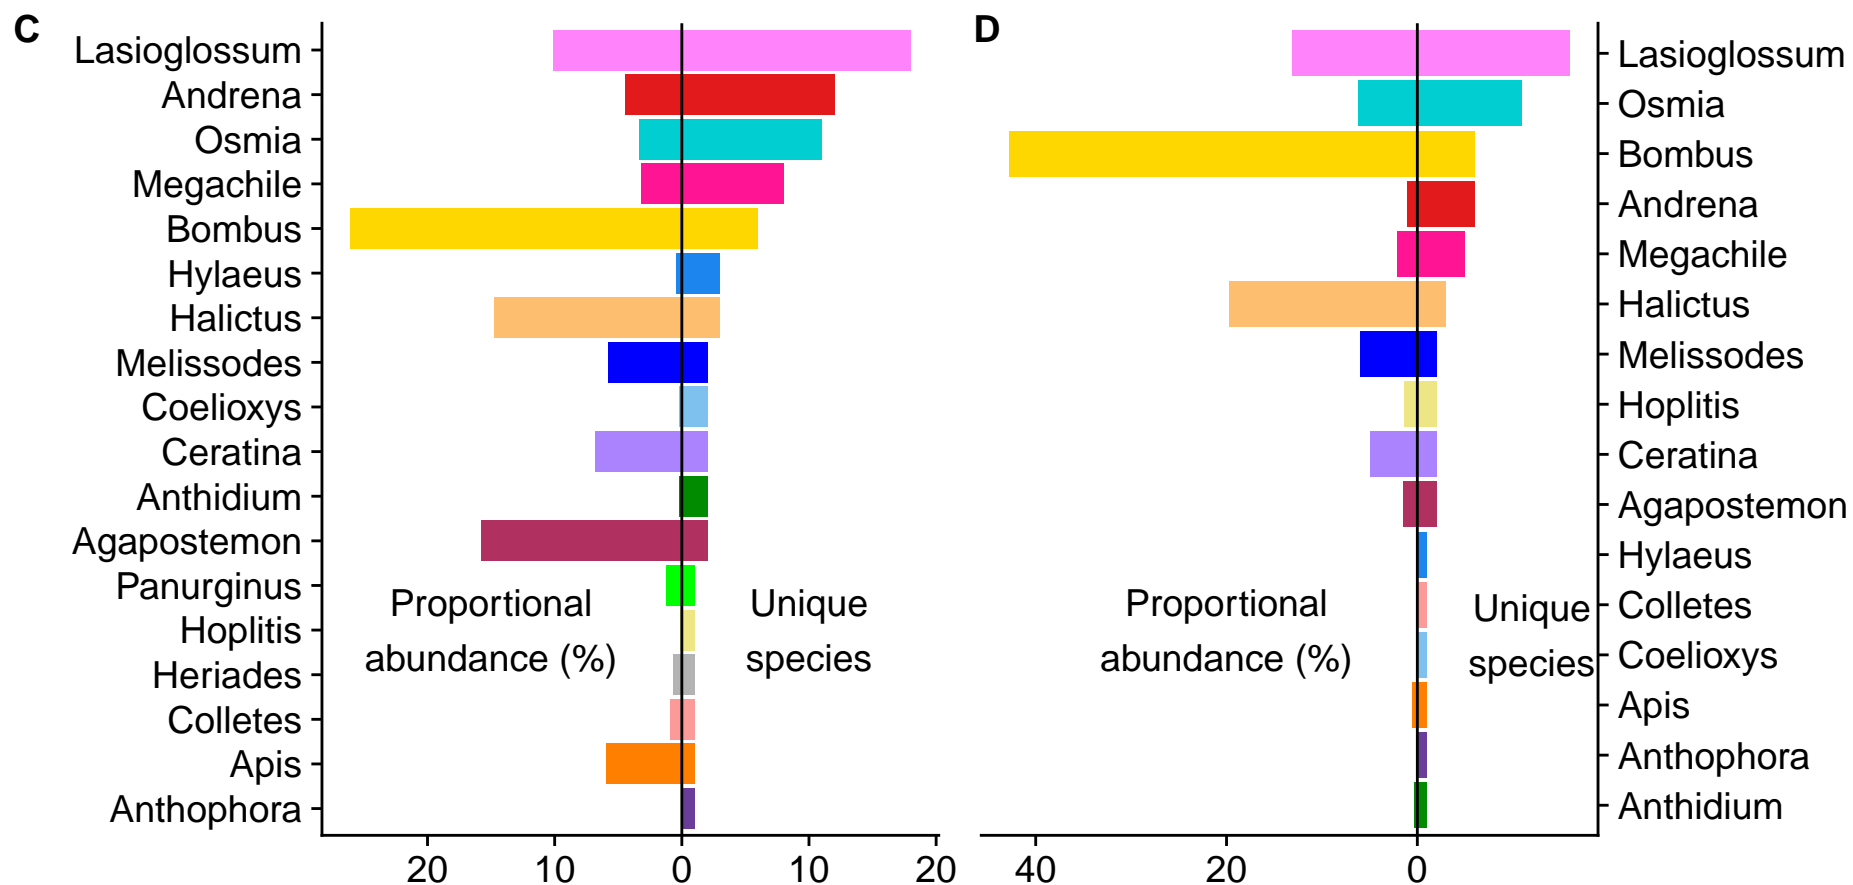 C
Lasioglossum
Andrena
Osmia
Megachile
Bombus
Hylaeus
Halictus
Melissodes
Coelioxys
Ceratina
Anthidium
Agapostemon
Panurginus
Hoplitis
Heriades
Colletes
Apis
Anthophora
Proportional
abundance (%)
Unique
species
20 10 0 10 20
D
Lasioglossum
Osmia
Bombus
Andrena
Megachile
Halictus
Melissodes
Hoplitis
Ceratina
Agapostemon
Hylaeus
Colletes
Coelioxys
Apis
Anthophora
Anthidium
Proportional
abundance (%)
Unique
species
40 20 0